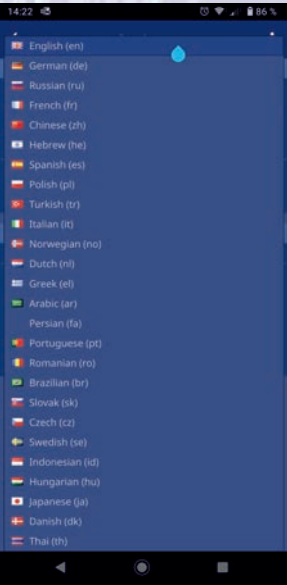 14:22 86 %
English (en)
German (de)
Russian (ru)
French (fr)
Chinese (zh)
Hebrew (he)
Spanish (es)
Polish (pl)
Turkish (tr)
Italian (it)
Norwegian (no)
Dutch (nl)
Greek (el)
Arabic (ar)
Persian (fa)
Portuguese (pt)
Romanian (ro)
Brazilian (br)
Slovak (sk)
Czech (cz)
Swedish (se)
Indonesian (id)
Hungarian (hu)
Japanese (ja)
Danish (dk)
Thai (th)